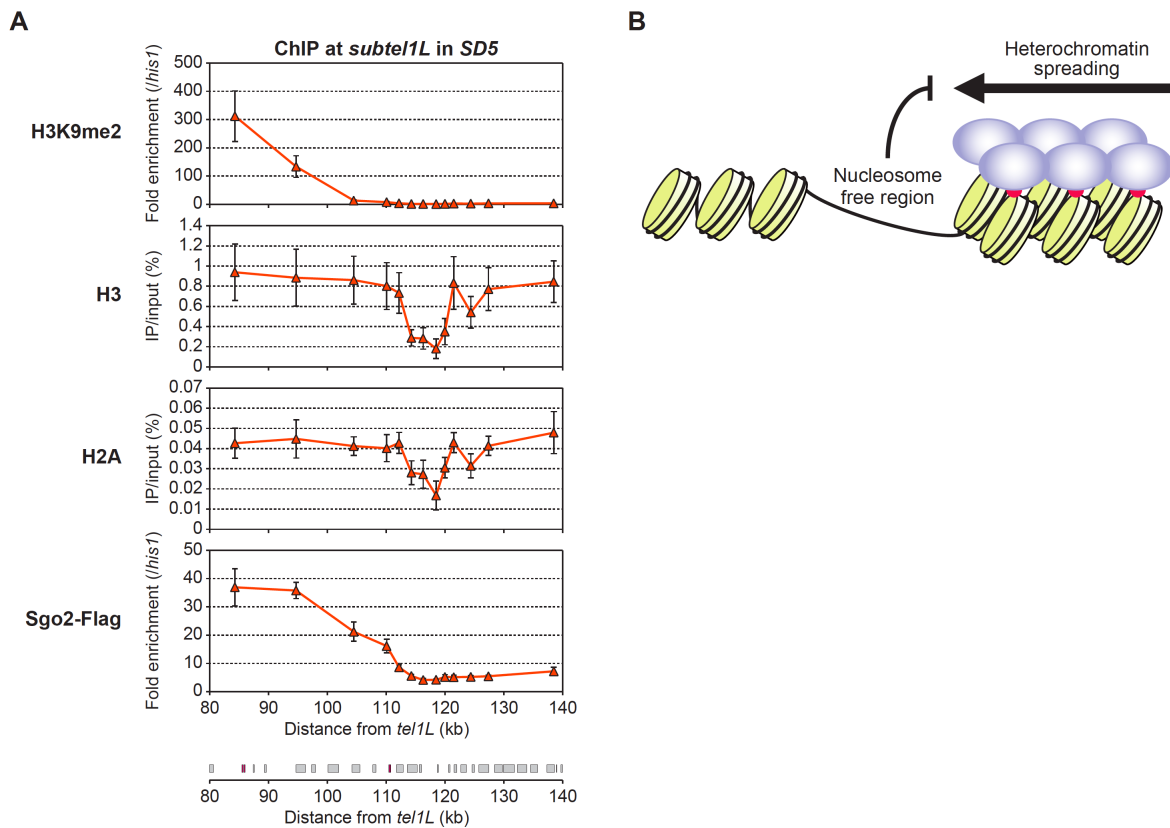 A
ChIP at subtel1L in SD5
H3K9me2
Fold enrichment (/his1)
500
400
300
200
100
0
H3
IP/input (%)
1.4
1.2
1
0.8
0.6
0.4
0.2
0
H2A
IP/input (%)
0.07
0.06
0.05
0.04
0.03
0.02
0.01
0
Sgo2-Flag
Fold enrichment (/his1)
50
40
30
20
10
0
80 90 100 110 120 130 140
Distance from tel1L (kb)
80 90 100 110 120 130 140
Distance from tel1L (kb)
B
Heterochromatin
spreading
Nucleosome
free region